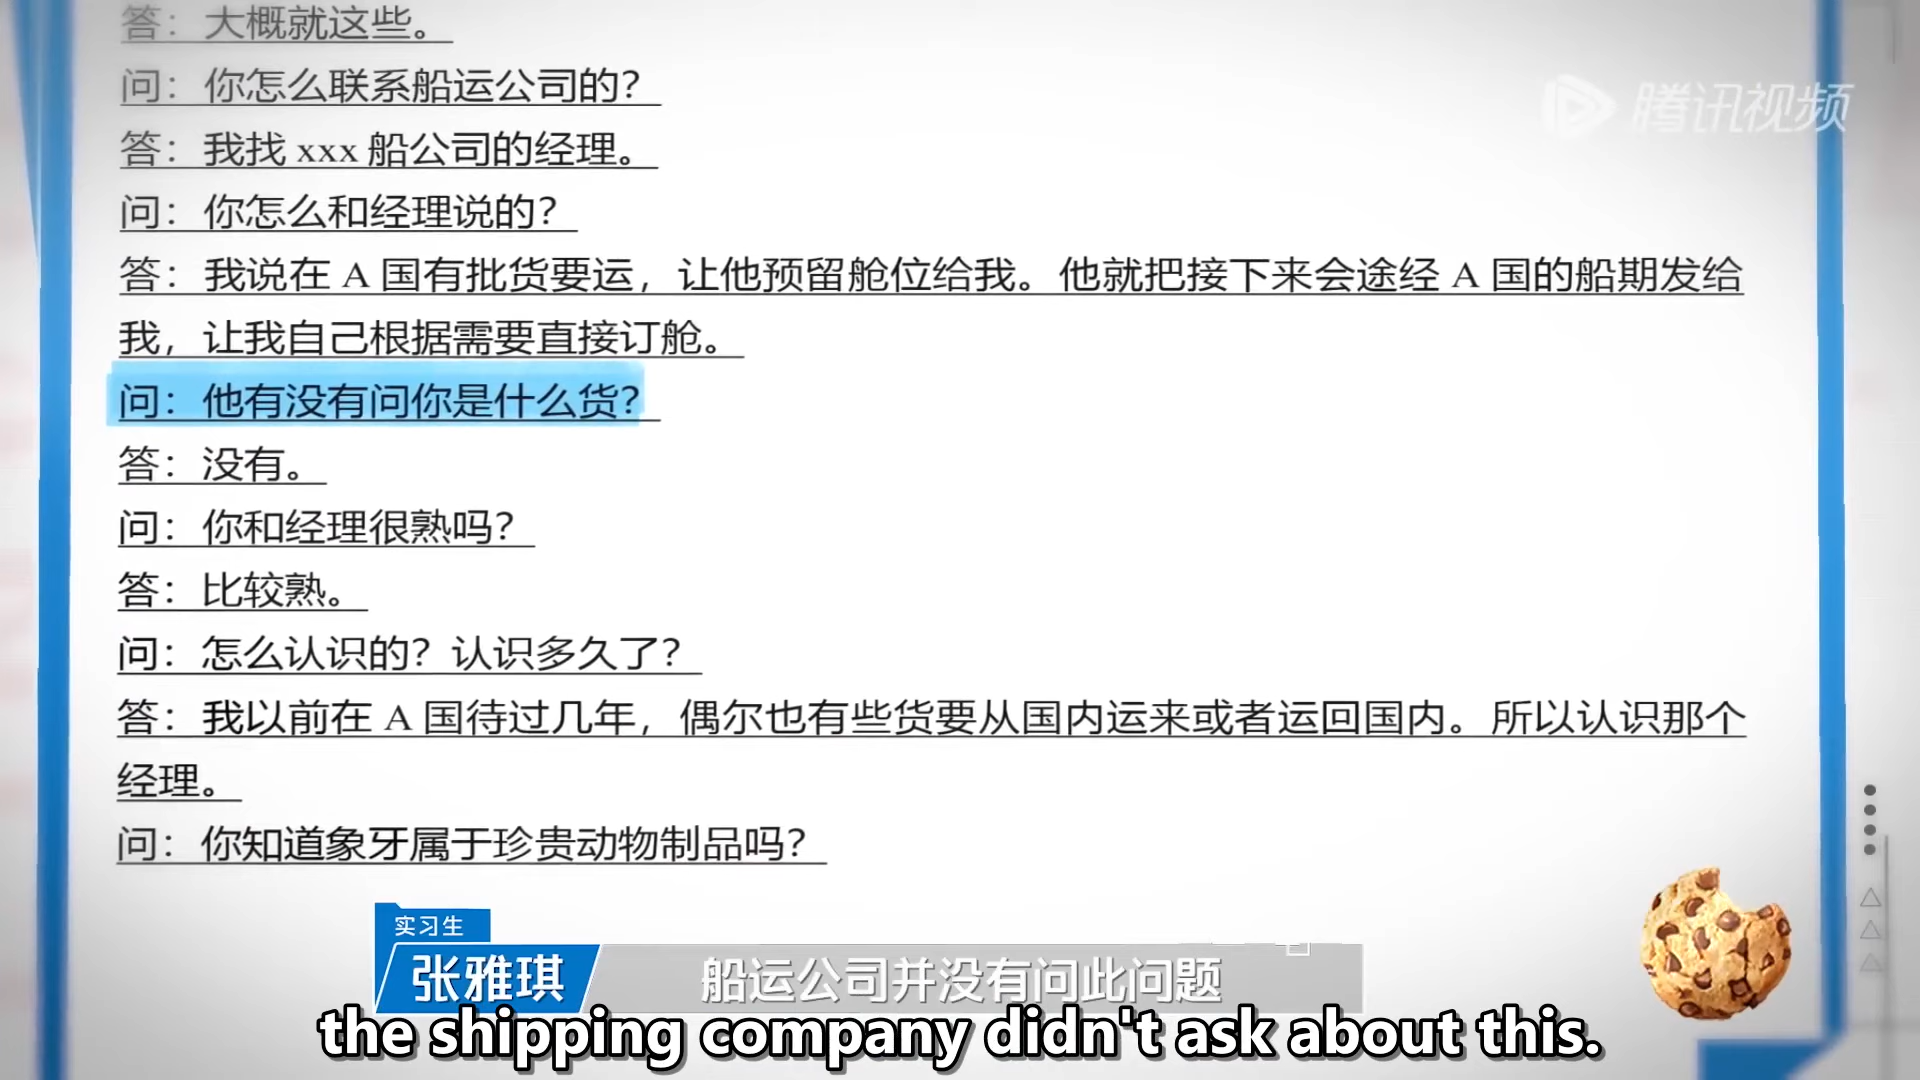 答：大概就这些。
问：你怎么联系船运公司的？
答：我找 xxx 船公司的经理。
问：你怎么和经理说的？
答：我说在 A 国有批货要运，让他预留舱位给我。他就把接下来会途经 A 国的船期发给
我，让我自己根据需要直接订舱。
问：他有没有问你是什么货？
答：没有。
问：你和经理很熟吗？
答：比较熟。
问：怎么认识的？认识多久了？
答：我以前在 A 国待过几年，偶尔也有些货要从国内运来或者运回国内。所以认识那个
经理。
问：你知道象牙属于珍贵动物制品吗？
腾讯视频
实习生
张雅琪
船运公司并没有问此问题
the shipping company didn't ask about this.